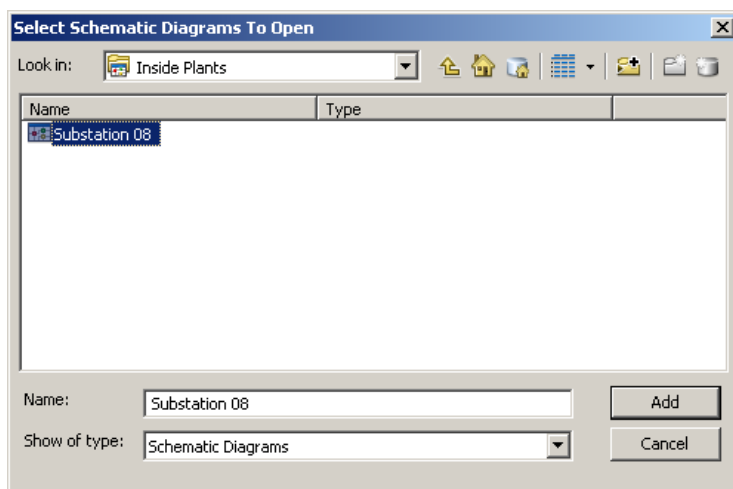 Select Schematic Diagrams To Open
Look in: Inside Plants
Name Type
Substation 08
Name: Substation 08 Add
Show of type: Schematic Diagrams Cancel